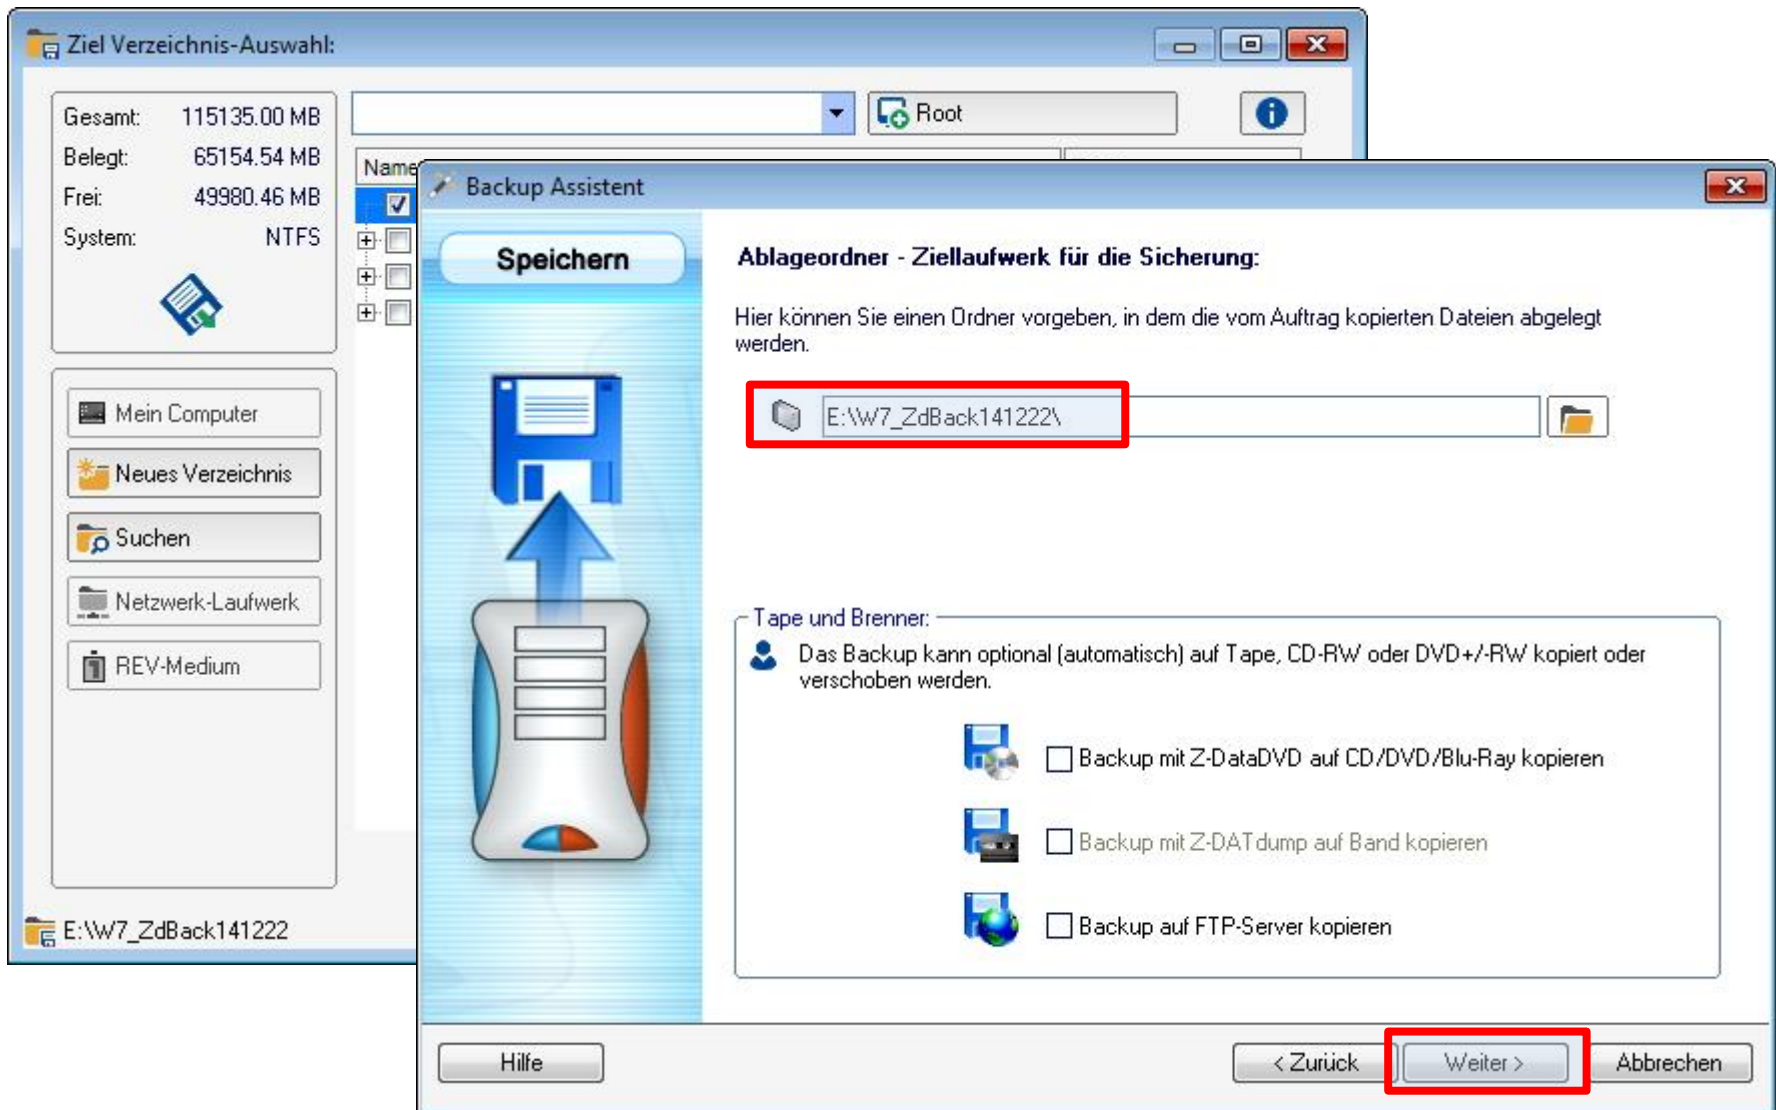 Ziel Verzeichnis-Auswahl:
Gesamt: 115135.00 MB
Belegt: 65154.54 MB
Frei: 49980.46 MB
System: NTFS
Root
Name
Mein Computer
Neues Verzeichnis
Suchen
Netzwerk-Laufwerk
REV-Medium
E:\W7_ZdBack141222
Backup Assistent
Speichern
Ablageordner - Ziellaufwerk für die Sicherung:
Hier können Sie einen Ordner vorgeben, in dem die vom Auftrag kopierten Dateien abgelegt
werden.
E:\W7_ZdBack141222\
Tape und Brenner:
Das Backup kann optional (automatisch) auf Tape, CD-RW oder DVD+/-RW kopiert oder
verschoben werden.
Backup mit Z-DataDVD auf CD/DVD/Blu-Ray kopieren
Backup mit Z-DATdump auf Band kopieren
Backup auf FTP-Server kopieren
Hilfe
< Zurück
Weiter >
Abbrechen